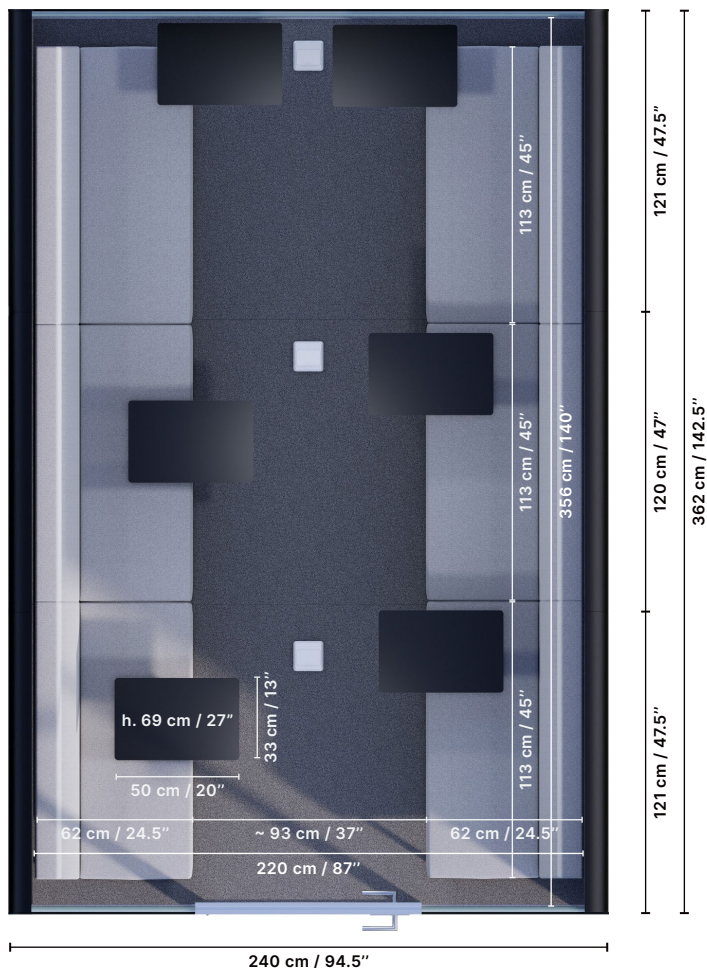 113 cm / 45’’
121 cm / 47.5’’
113 cm / 45’’
356 cm / 140’’
120 cm / 47’’
362 cm / 142.5’’
h. 69 cm / 27”
33 cm / 13’’
113 cm / 45’’
121 cm / 47.5’’
50 cm / 20’’
62 cm / 24.5’’
~ 93 cm / 37’’
62 cm / 24.5’’
220 cm / 87’’
240 cm / 94.5’’